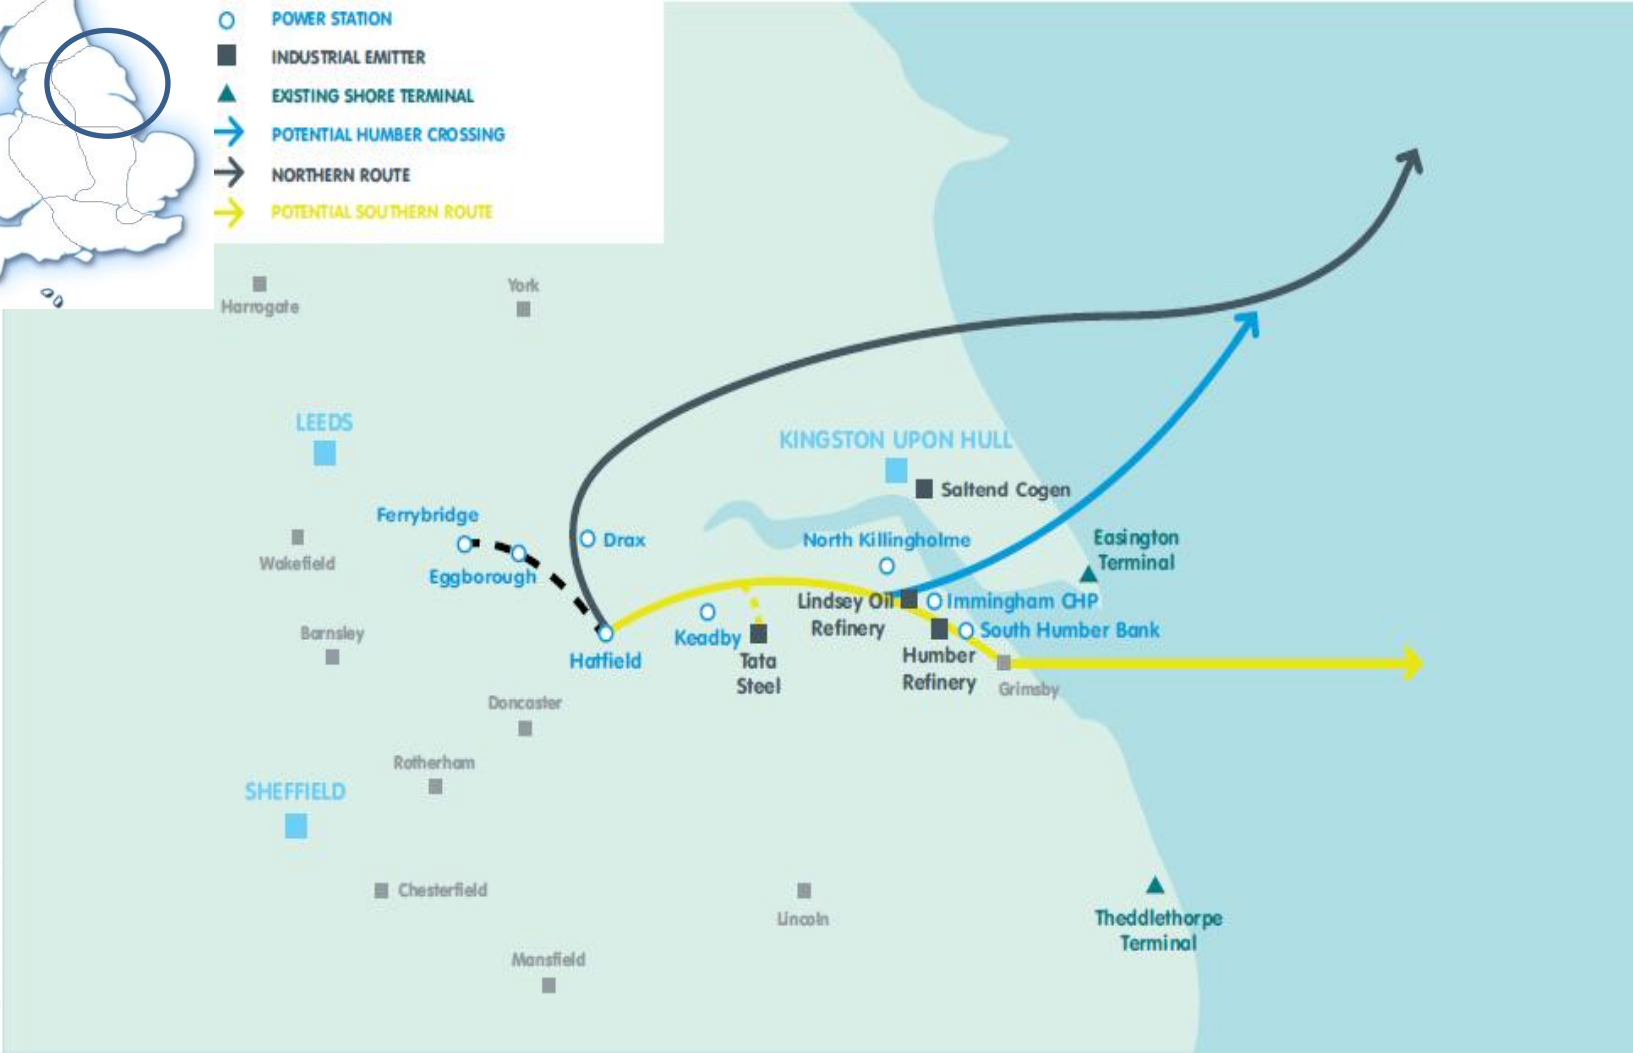 POWER STATION
INDUSTRIAL EMITTER
EXISTING SHORE TERMINAL
POTENTIAL HUMBER CROSSING
NORTHERN ROUTE
POTENTIAL SOUTHERN ROUTE
York
Harrogate
LEEDS
KINGSTON UPON HULL
Saltend Cogen
Ferrybridge
Drax
North Killingholme
Easington
Terminal
Wakefield
Eggborough
Lindsey Oil
Refinery
Immingham CHP
South Humber Bank
Barnsley
Keadby
Hatfield
Tata
Steel
Humber
Refinery
Grimsby
Doncaster
Rotherham
SHEFFIELD
Chesterfield
Lincoln
Theddlethorpe
Terminal
Mansfield